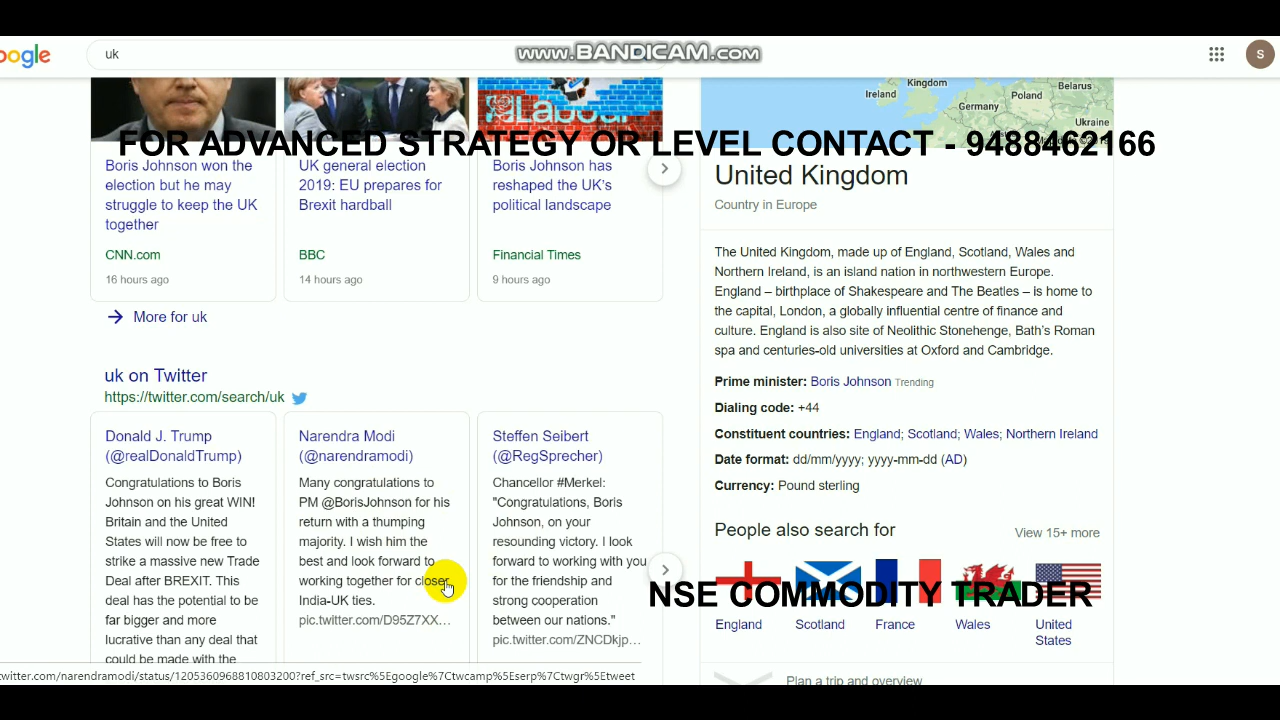 oogle
uk
www.BANDICAM.com
FOR ADVANCED STRATEGY OR LEVEL CONTACT - 9488462166
Boris Johnson won the
election but he may
struggle to keep the UK
together
CNN.com
16 hours ago
UK general election
2019: EU prepares for
Brexit hardball
BBC
14 hours ago
Labour
Boris Johnson has
reshaped the UK's
political landscape
Financial Times
9 hours ago
More for uk
uk on Twitter
https://twitter.com/search/uk
Donald J. Trump
(@realDonaldTrump)
Congratulations to Boris
Johnson on his great WIN!
Britain and the United
States will now be free to
strike a massive new Trade
Deal after BREXIT. This
deal has the potential to be
far bigger and more
lucrative than any deal that
could be made with the
Narendra Modi
(@narendramodi)
Many congratulations to
PM @BorisJohnson for his
return with a thumping
majority. I wish him the
best and look forward to
working together for closer
India-UK ties.
pic.twitter.com/D95Z7XX...
Steffen Seibert
(@RegSprecher)
Chancellor #Merkel:
"Congratulations, Boris
Johnson, on your
resounding victory. I look
forward to working with you
for the friendship and
strong cooperation
between our nations."
pic.twitter.com/ZNCDkjp...
twitter.com/narendramodi/status/1205360968810803200?ref_src=twsrc%5Egoogle%7Ctwcamp%5Eserp%7Ctwgr%5Etweet
S
Kingdom
Ireland
Germany
Poland
Belarus
Ukraine
United Kingdom
Country in Europe
The United Kingdom, made up of England, Scotland, Wales and
Northern Ireland, is an island nation in northwestern Europe.
England – birthplace of Shakespeare and The Beatles – is home to
the capital, London, a globally influential centre of finance and
culture. England is also site of Neolithic Stonehenge, Bath's Roman
spa and centuries-old universities at Oxford and Cambridge.
Prime minister: Boris Johnson Trending
Dialing code: +44
Constituent countries: England; Scotland; Wales; Northern Ireland
Date format: dd/mm/yyyy; yyyy-mm-dd (AD)
Currency: Pound sterling
People also search for
View 15+ more
NSE COMMODITY TRADER
England
Scotland
France
Wales
United
States
Plan a trip and overview